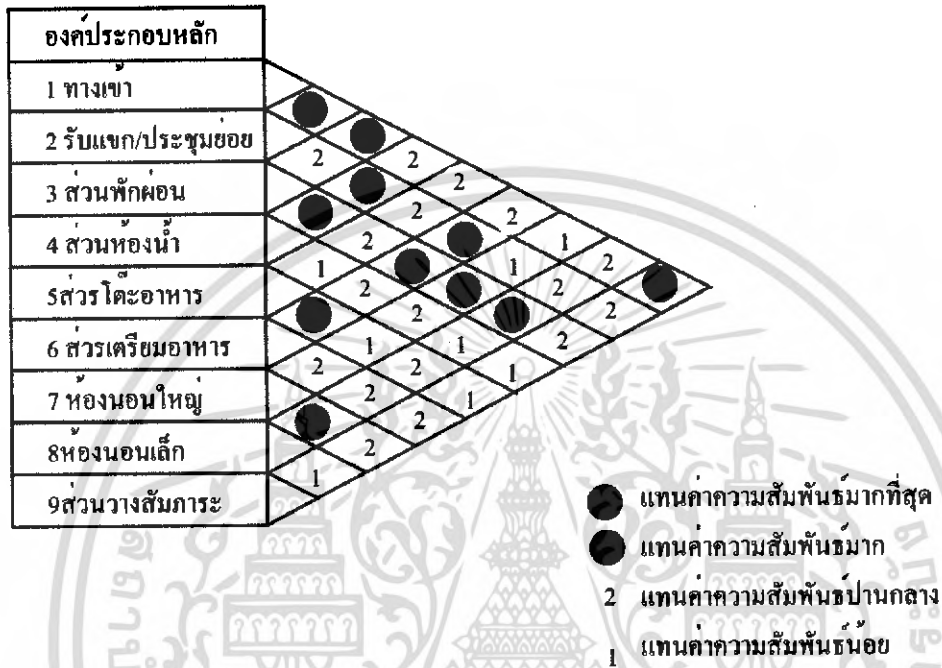 องค์ประกอบหลัก
1 ทางเข้า
2 รับแขก/ประชุมย่อย
3 ส่วนพักผ่อน
4 ส่วนห้องน้ำ
5ส่วรโต๊ะอาหาร
6 ส่วรเตรียมอาหาร
7 ห้องนอนใหญ่
8ห้องนอนเล็ก
9ส่วนวางสัมภาระ
2 2
2
2 2
2 1
1 1 2
2 2
2 2
1 1 2
2 2 1
2 1
2
2
1
แทนค่าความสัมพันธ์มากที่สุด
แทนค่าความสัมพันธ์มาก
2 แทนค่าความสัมพันธ์ปานกลาง
1 แทนค่าความสัมพันธ์น้อย